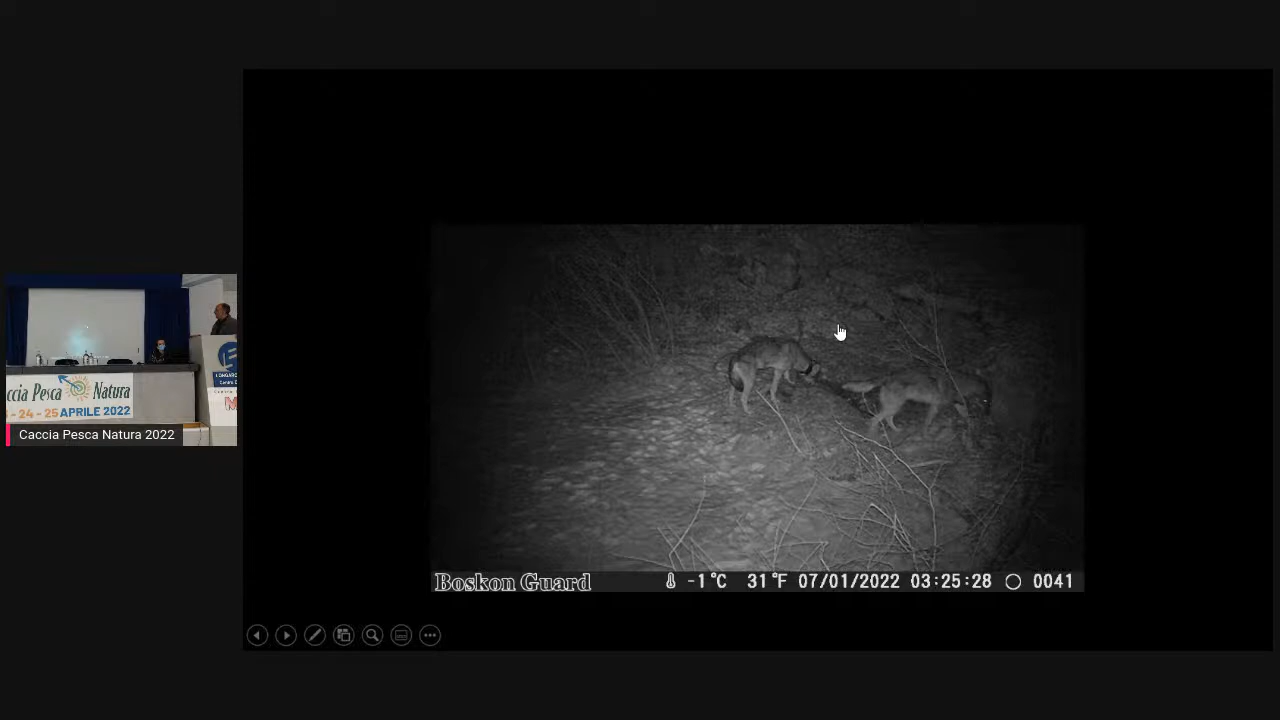 ccia Pesca Natura
- 24 - 25 APRILE 2022
LONGARO
Caccia Pesca Natura 2022
Boskon Guard -1°C 31°F 07/01/2022 03:25:28 0041